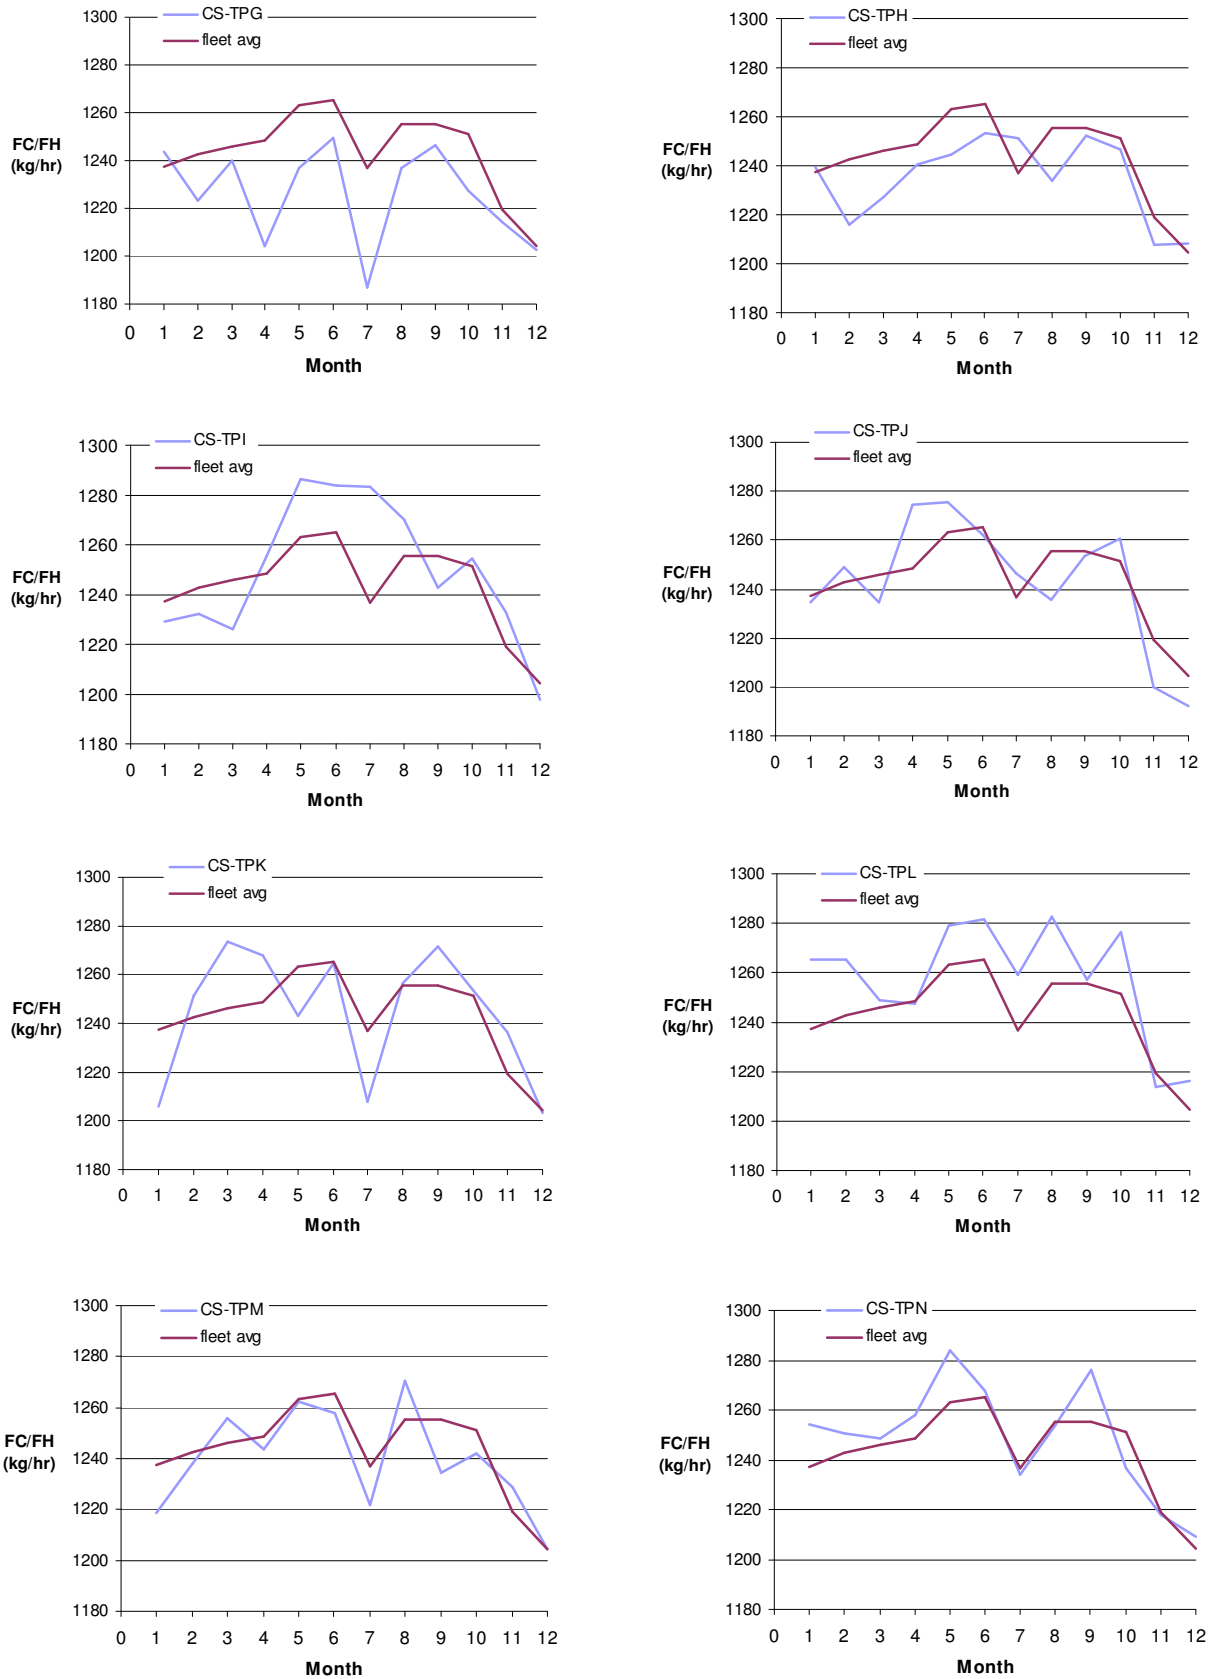 CS-TPG
fleet avg
1300
1280
1260
1240
1220
1200
1180
FC/FH
(kg/hr)
0 1 2 3 4 5 6 7 8 9 10 11 12
Month
CS-TPH
fleet avg
1300
1280
1260
1240
1220
1200
1180
FC/FH
(kg/hr)
0 1 2 3 4 5 6 7 8 9 10 11 12
Month
CS-TPI
fleet avg
1300
1280
1260
1240
1220
1200
1180
FC/FH
(kg/hr)
0 1 2 3 4 5 6 7 8 9 10 11 12
Month
CS-TPJ
fleet avg
1300
1280
1260
1240
1220
1200
1180
FC/FH
(kg/hr)
0 1 2 3 4 5 6 7 8 9 10 11 12
Month
CS-TPK
fleet avg
1300
1280
1260
1240
1220
1200
1180
FC/FH
(kg/hr)
0 1 2 3 4 5 6 7 8 9 10 11 12
Month
CS-TPL
fleet avg
1300
1280
1260
1240
1220
1200
1180
FC/FH
(kg/hr)
0 1 2 3 4 5 6 7 8 9 10 11 12
Month
CS-TPM
fleet avg
1300
1280
1260
1240
1220
1200
1180
FC/FH
(kg/hr)
0 1 2 3 4 5 6 7 8 9 10 11 12
Month
CS-TPN
fleet avg
1300
1280
1260
1240
1220
1200
1180
FC/FH
(kg/hr)
0 1 2 3 4 5 6 7 8 9 10 11 12
Month